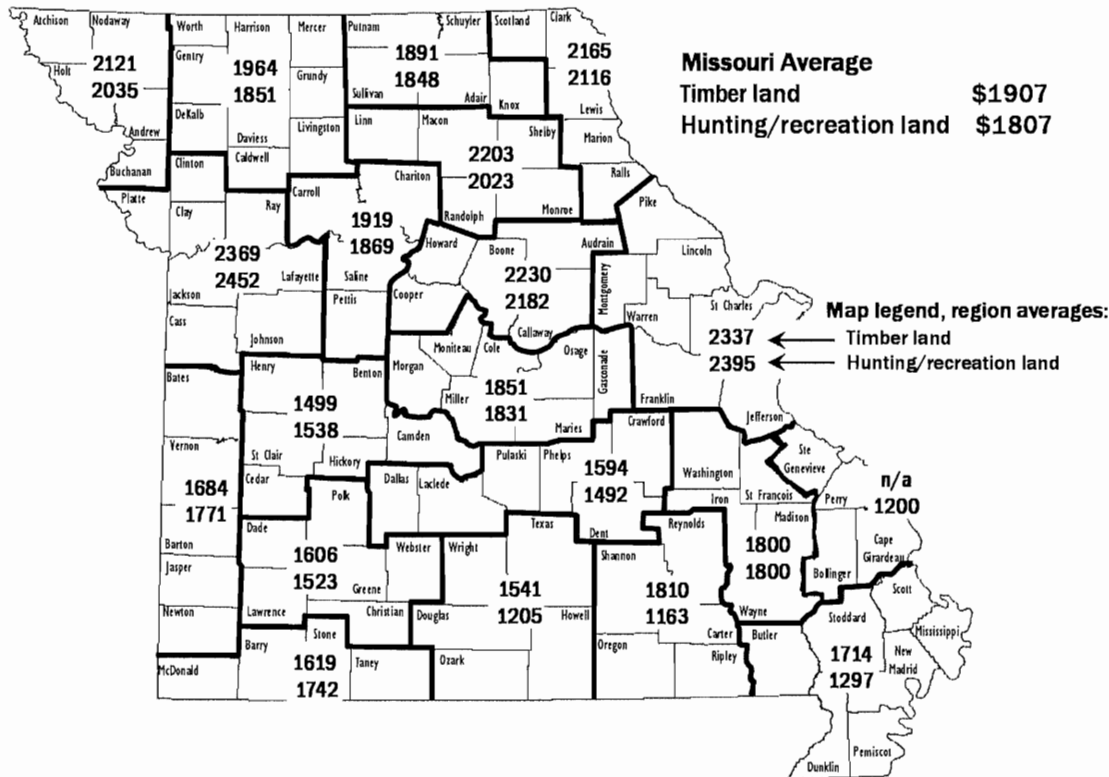 Atchison Nodaway Worth Harrison Mercer Putnam Schuyler Scotland Clark
Holt 2121 Gentry 1964 Grundy 1891 2165
2035 1851 1848 2116
Sullivan Adair Knox Lewis
Andrew DeKalb Daviess Livingston Linn Macon Shelby Marion
Buchanan Clinton Caldwell 2203 Ralls
Carroll Chariton 2023
Platte Clay Ray Randolph Monroe Pike
1919 Howard Boone Audrain
2369 1869 2230 Lincoln
2452 Lafayette Saline 2182 Montgomery
Jackson Pettis Cooper Warren St Charles
Cass Johnson Moniteau Cole Callaway
Missouri Average
Timber land $1907
Hunting/recreation land $1807
Map legend, region averages:
2337 Timber land
2395 Hunting/recreation land
Bates Henry Benton Morgan Osage Gasconade
1499 Miller 1851 Franklin
1538 1831 Jefferson
Vernon St Clair Hickory Camden Maries Crawford
Cedar Pulaski Phelps Washington Ste
Genevieve
1684 Polk Dallas Laclede 1594 St Francois Perry n/a
1771 1492 Iron 1200
Barton Dade Texas Dent Reynolds Madison Cape
Girardeau
Jasper 1606 Webster Wright Shannon 1800 Bollinger
1523 Greene 1541 1810 1800 Scott
Newton Lawrence Christian Douglas 1205 Howell 1163 Wayne Stoddard Mississippi
McDonald Barry Stone Taney Ozark Oregon Carter Butler New
Madrid
1619 Ripley 1714
1742 1297
Pemiscot
Dunklin